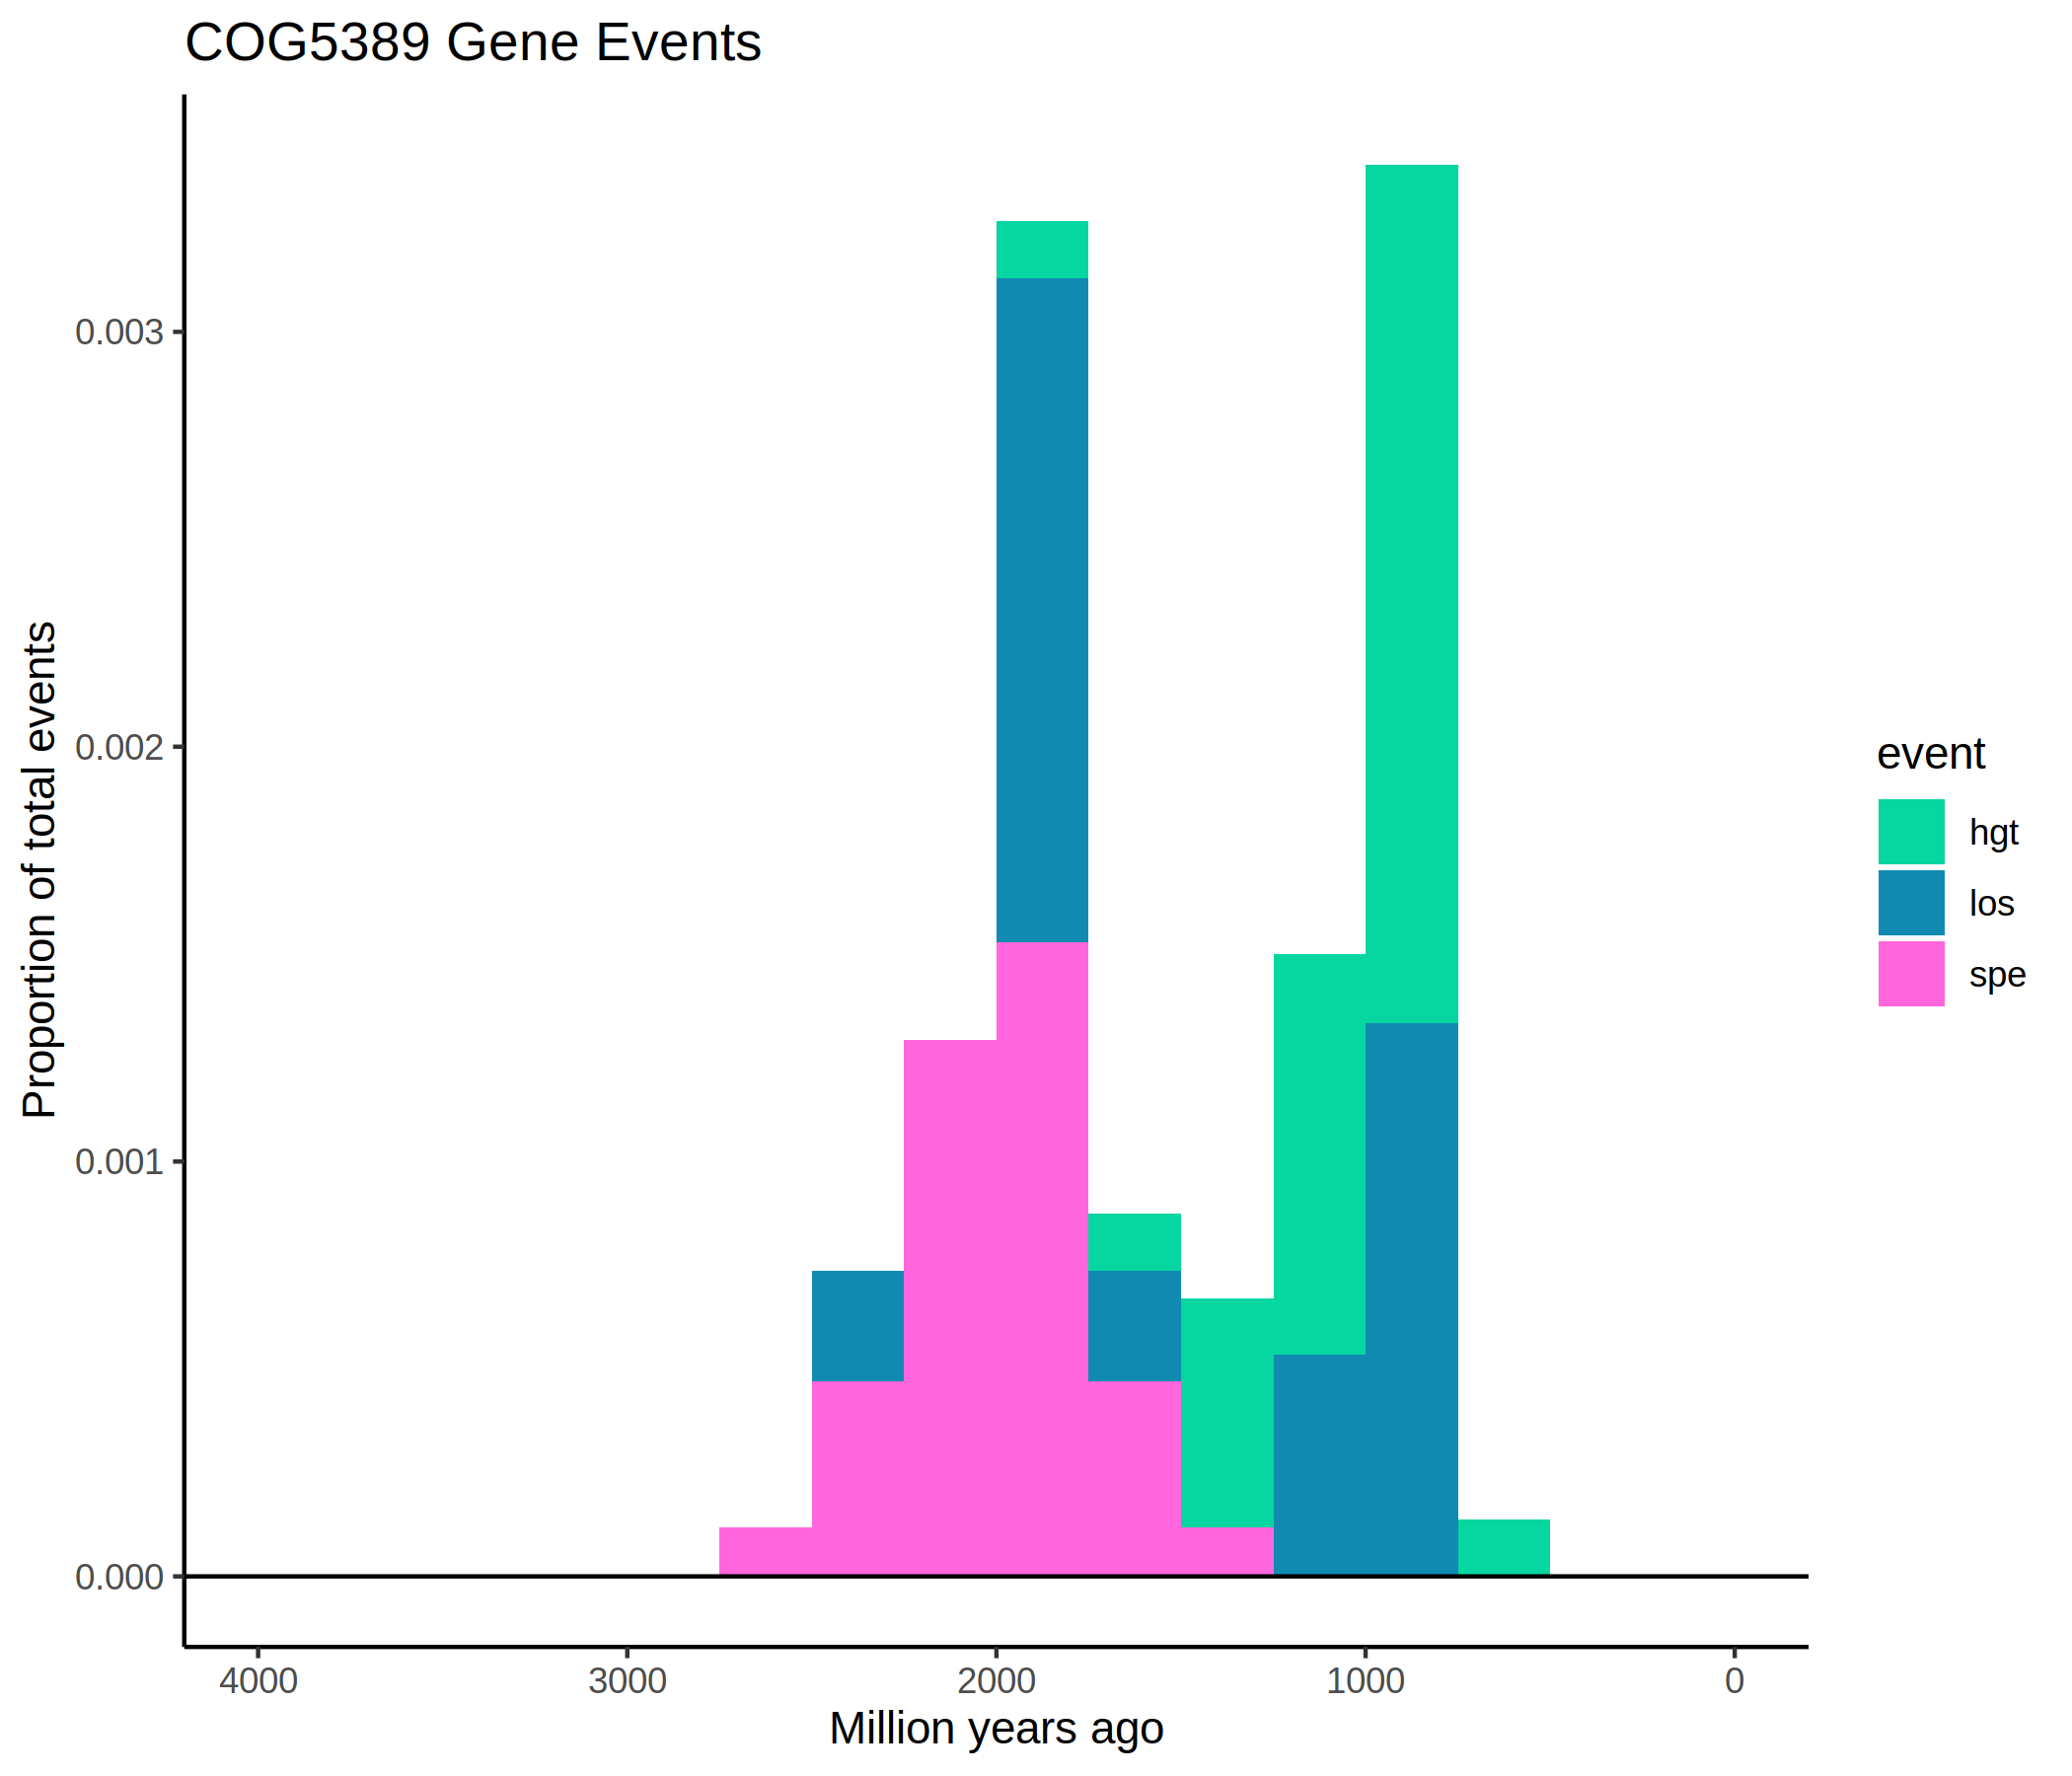 COG5389 Gene Events
Proportion of total events
0.003
0.002
0.001
0.000
4000 3000 2000 1000 0
Million years ago
event
hgt
los
spe